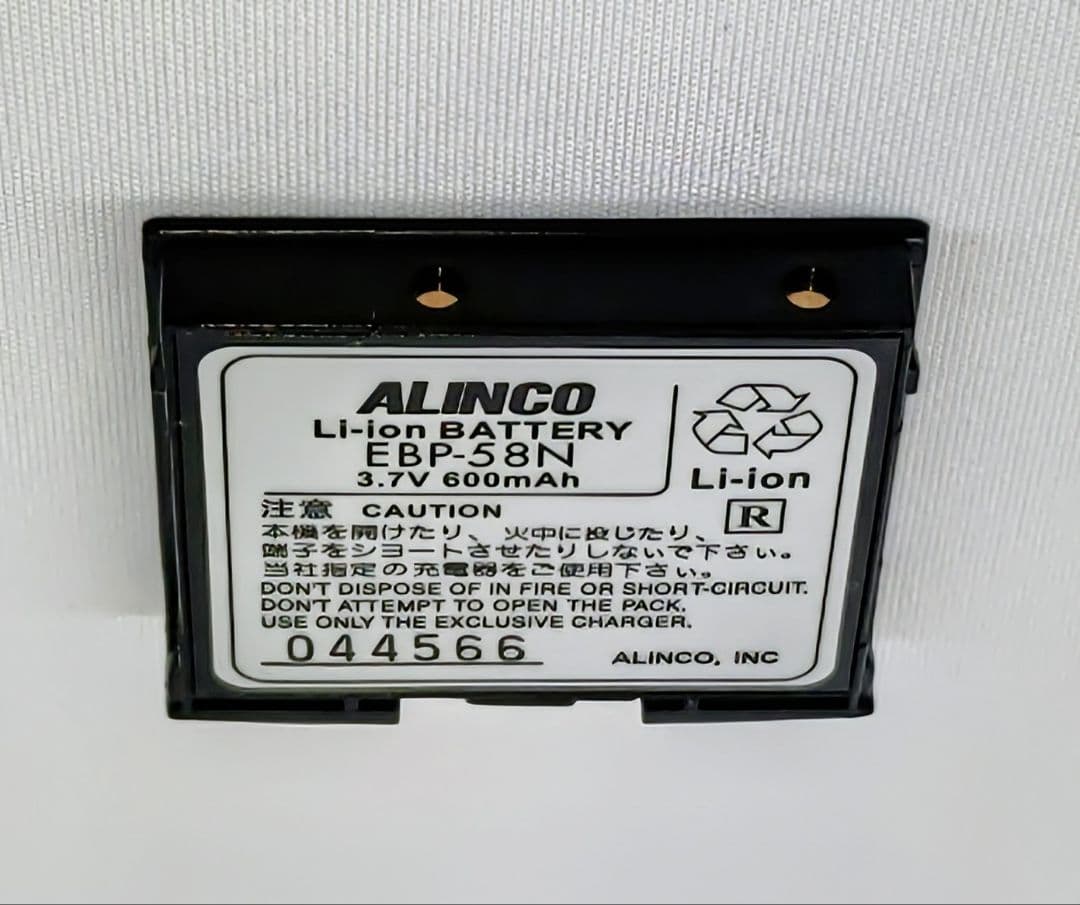 ALINCO
Li-ion BATTERY
EBP-58N
3.7V 600mAh
Li-ion
R
注意 CAUTION
本機を開けたり、火中に投じたり、
端子をショートさせたりしないで下さい。
当社指定の充電器をご使用下さい。
DON'T DISPOSE OF IN FIRE OR SHORT-CIRCUIT.
DON'T ATTEMPT TO OPEN THE PACK.
USE ONLY THE EXCLUSIVE CHARGER.
044566
ALINCO, INC